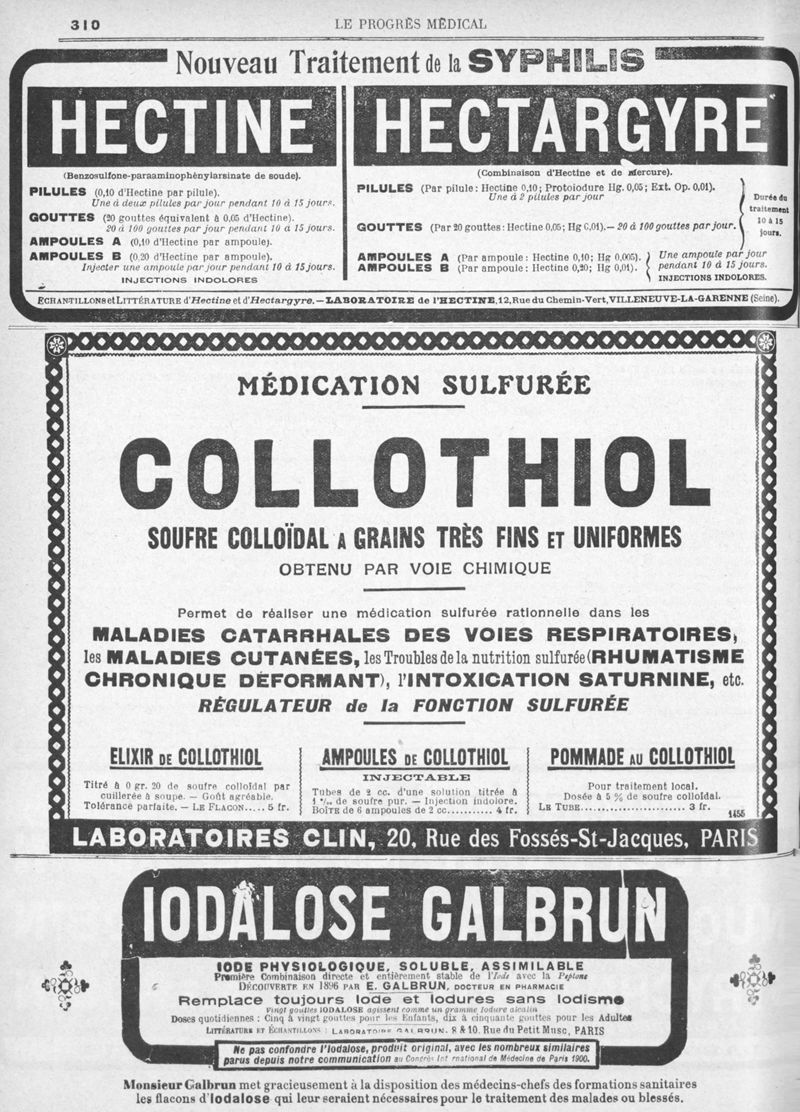 310
LE PROGRÈS MÉDICAL
Nouveau Traitement de la SYPHILIS
HECTINE
(Benzosulfone-paraaminophénylarsinate de soude).
PILULES (0,10 d'Hectine par pilule).
Une à deux pilules par jour pendant 10 à 15 jours.
GOUTTES (20 gouttes équivalent à 0,05 d'Hectine).
20 à 100 gouttes par jour pendant 10 à 15 jours.
AMPOULES A (0,10 d'Hectine par ampoule).
AMPOULES B (0,20 d'Hectine par ampoule).
Injecter une ampoule par jour pendant 10 à 15 jours.
INJECTIONS INDOLORES
HECTARGYRE
(Combinaison d'Hectine et de Mercure).
PILULES (Par pilule : Hectine 0,10 ; Protoiodure Hg. 0,05 ; Ext. Op. 0,01).
Une à 2 pilules par jour
GOUTTES (Par 20 gouttes : Hectine 0,05 ; Hg 0,01). — 20 à 100 gouttes par jour.
Durée du
traitement
10 à 15
jours.
AMPOULES A (Par ampoule : Hectine 0,10; Hg 0,005).
AMPOULES B (Par ampoule : Hectine 0,20; Hg 0,01).
Une ampoule par jour
pendant 10 à 15 jours.
INJECTIONS INDOLORES.
ECHANTILLONS et LITTÉRATURE d'Hectine et d'Hectargyre. — LABORATOIRE de l'HECTINE, 12, Rue du Chemin-Vert, VILLENEUVE-LA-GARENNE (Seine).
MÉDICATION SULFURÉE
COLLOTHIOL
SOUFRE COLLOÏDAL A GRAINS TRÈS FINS ET UNIFORMES
OBTENU PAR VOIE CHIMIQUE
Permet de réaliser une médication sulfurée rationnelle dans les
MALADIES CATARRHALES DES VOIES RESPIRATOIRES,
les MALADIES CUTANÉES, les Troubles de la nutrition sulfurée (RHUMATISME
CHRONIQUE DÉFORMANT), l'INTOXICATION SATURNINE, etc.
RÉGULATEUR de la FONCTION SULFURÉE
ELIXIR DE COLLOTHIOL
Titré à 0 gr. 20 de soufre colloïdal par
cuillerée à soupe. — Goût agréable.
Tolérance parfaite. — LE FLACON..... 5 fr.
AMPOULES DE COLLOTHIOL
INJECTABLE
Tubes de 2 cc. d'une solution titrée à
1 °/oo de soufre pur. — Injection indolore.
BOÎTE de 6 ampoules de 2 cc........... 4 fr.
POMMADE AU COLLOTHIOL
Pour traitement local.
Dosée à 5 % de soufre colloïdal.
LE TUBE........................ 3 fr.
1455
LABORATOIRES CLIN, 20, Rue des Fossés-St-Jacques, PARIS
IODALOSE GALBRUN
IODE PHYSIOLOGIQUE, SOLUBLE, ASSIMILABLE
Première Combinaison directe et entièrement stable de l'Iode avec la Peptone
DÉCOUVERTE EN 1896 PAR E. GALBRUN, DOCTEUR EN PHARMACIE
Remplace toujours Iode et Iodures sans Iodisme
Vingt gouttes IODALOSE agissent comme un gramme Iodure alcalin
Doses quotidiennes : Cinq à vingt gouttes pour les Enfants, dix à cinquante gouttes pour les Adultes
LITTÉRATURE ET ÉCHANTILLONS : LABORATOIRE GALBRUN. 8 & 10, Rue du Petit Musc, PARIS
Ne pas confondre l'Iodalose, produit original, avec les nombreux similaires
parus depuis notre communication au Congrès International de Médecine de Paris 1900.
Monsieur Galbrun met gracieusement à la disposition des médecins-chefs des formations sanitaires
les flacons d'Iodalose qui leur seraient nécessaires pour le traitement des malades ou blessés.